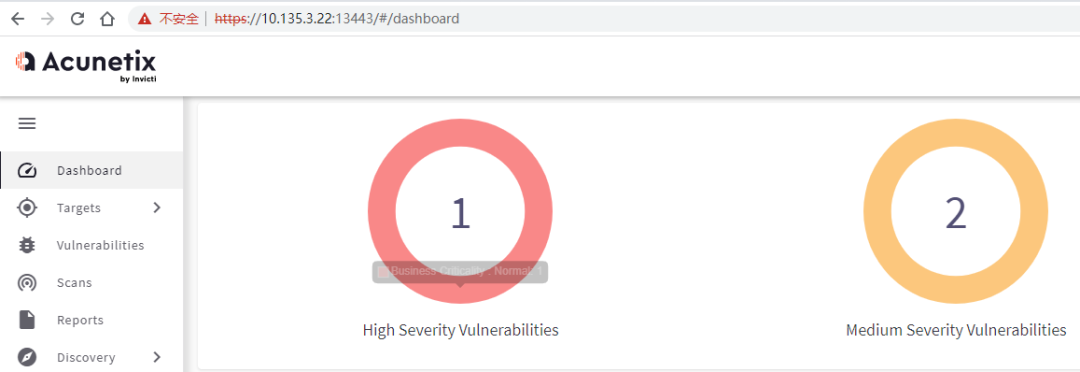 不安全 https://10.135.3.22:13443/#/dashboard
Acunetix
by Invicti
Dashboard
Targets
Vulnerabilities
Scans
Reports
Discovery
1
Business Criticality : Normal: 1
High Severity Vulnerabilities
2
Medium Severity Vulnerabilities